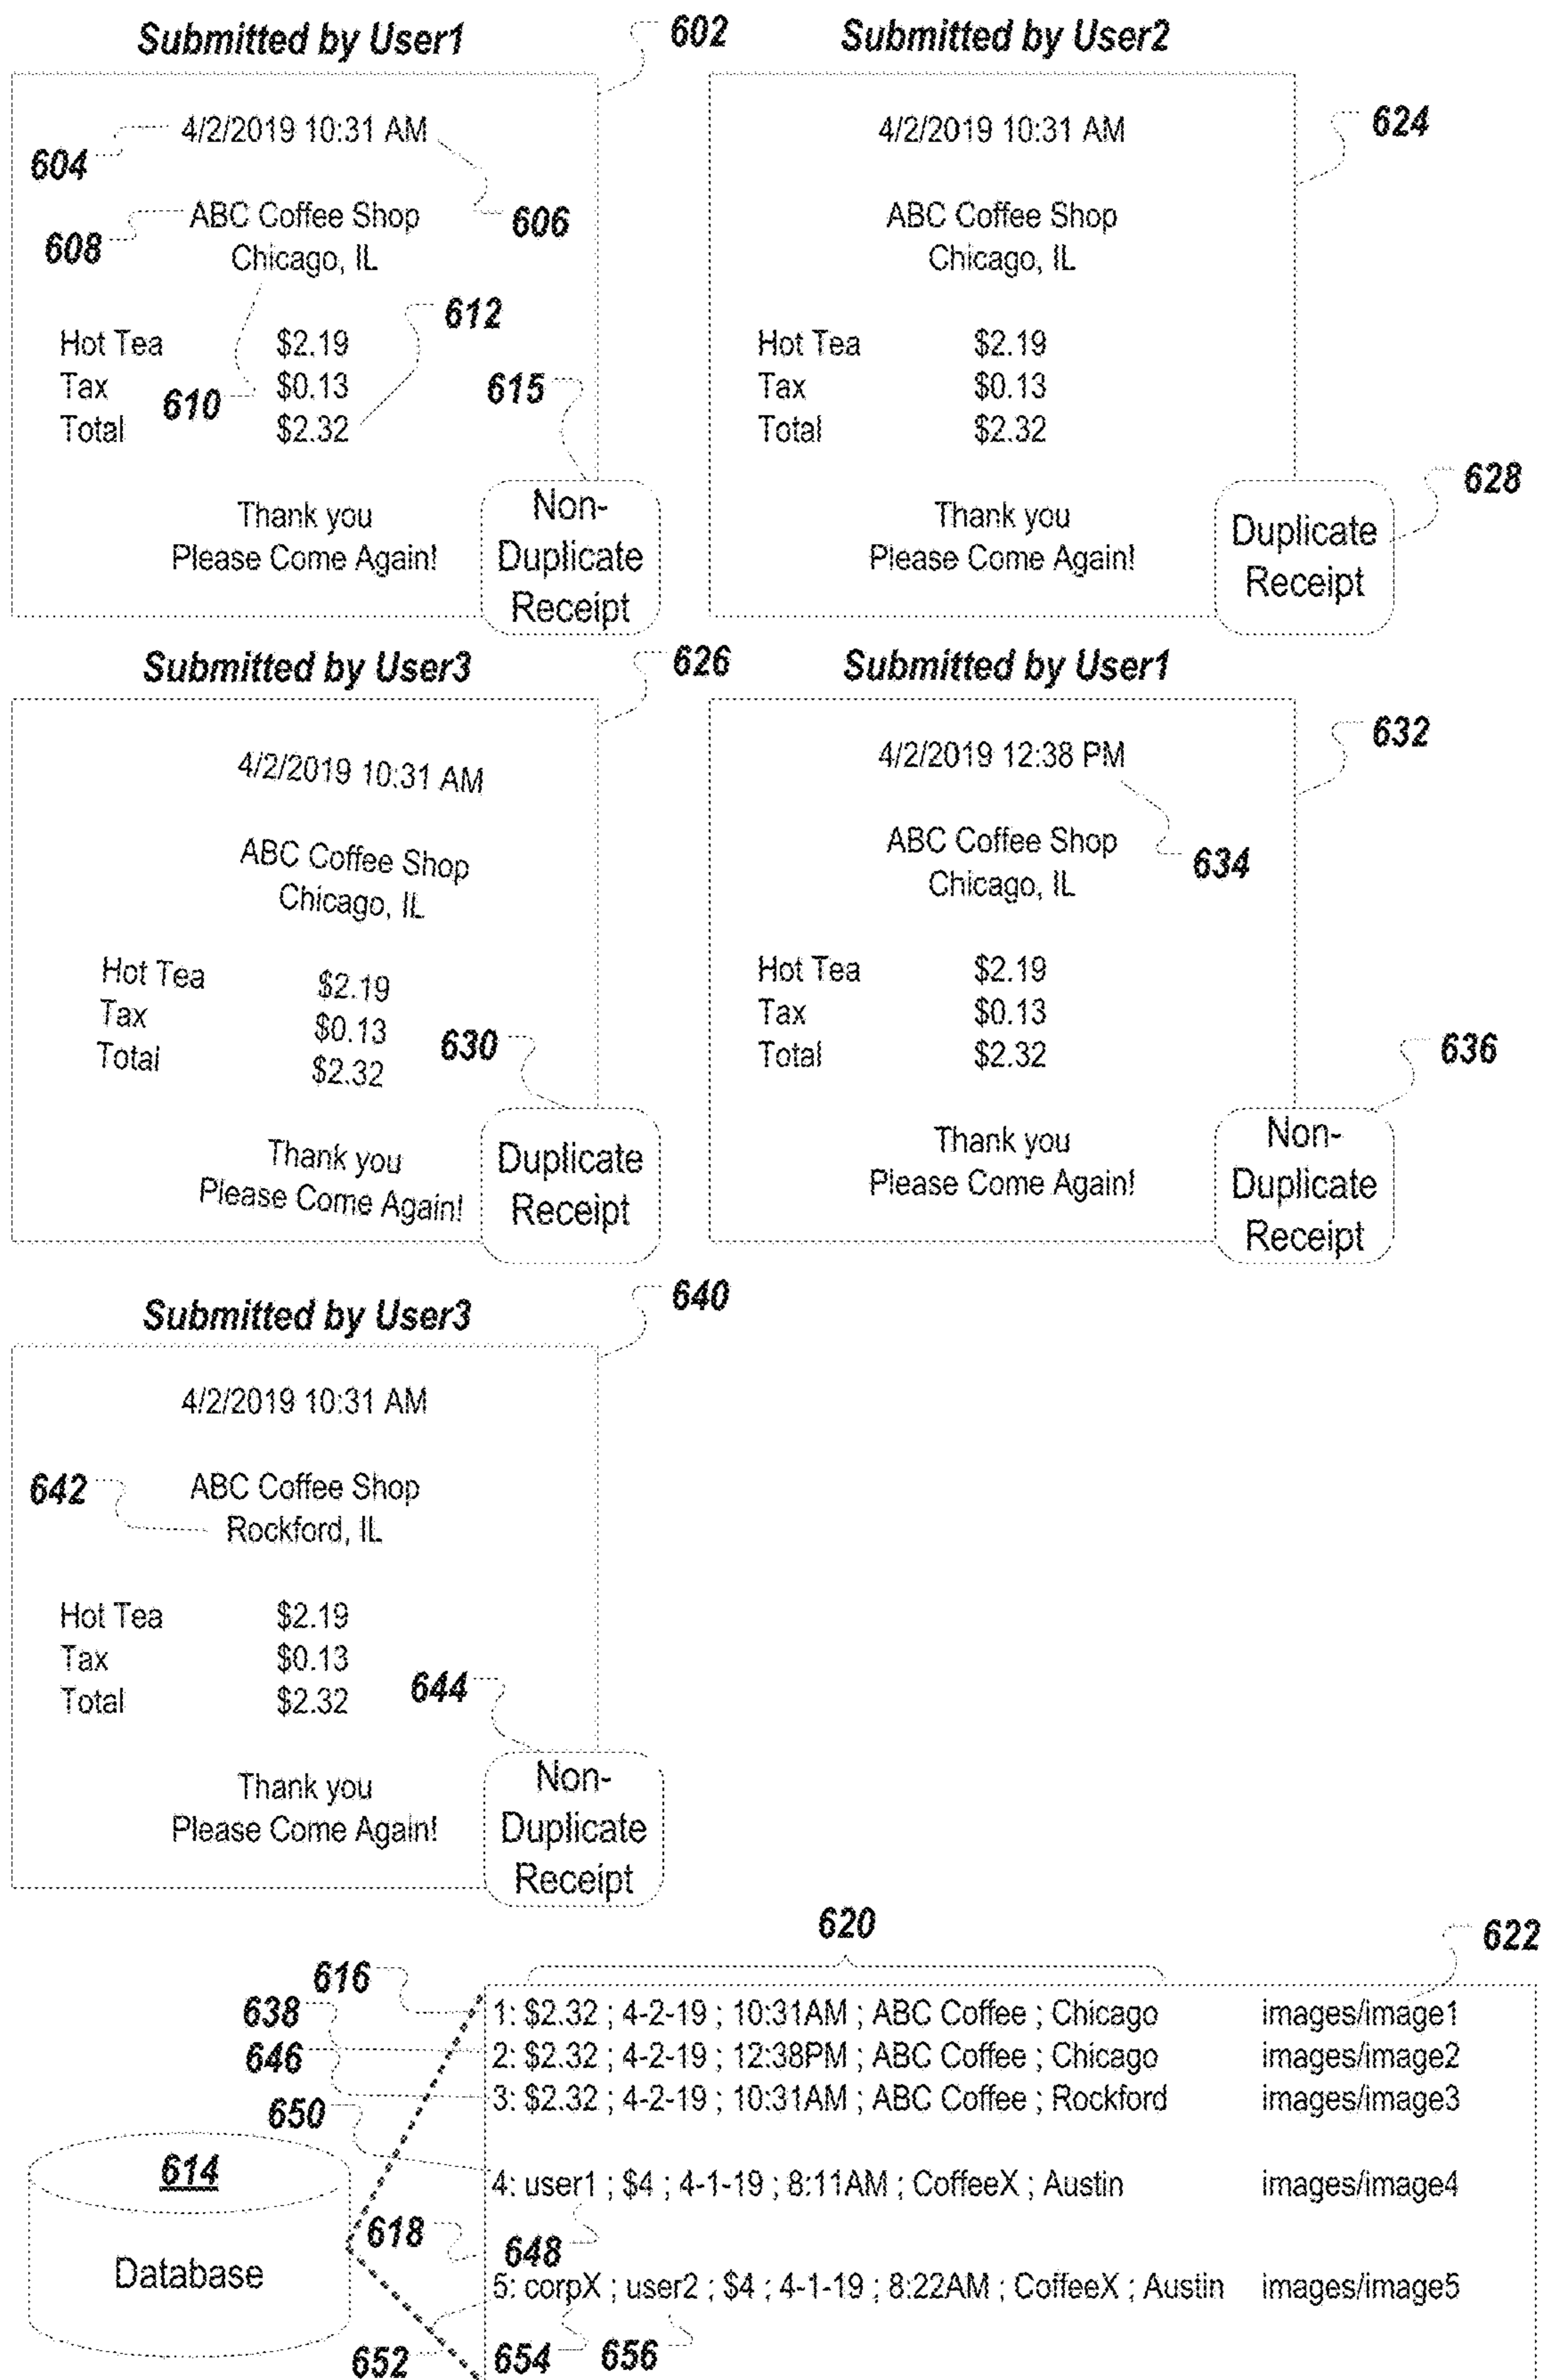 Submitted by User1
602
4/2/2019 10:31 AM
604
606
ABC Coffee Shop
608
Chicago, IL
612
Hot Tea $2.19
Tax $0.13
610
615
Total $2.32
Thank you
Please Come Again!
Non-
Duplicate
Receipt
Submitted by User2
624
4/2/2019 10:31 AM
ABC Coffee Shop
Chicago, IL
Hot Tea $2.19
Tax $0.13
Total $2.32
628
Thank you
Please Come Again!
Duplicate
Receipt
Submitted by User3
626
4/2/2019 10:31 AM
ABC Coffee Shop
Chicago, IL
Hot Tea $2.19
Tax $0.13
Total $2.32
630
Thank you
Please Come Again!
Duplicate
Receipt
Submitted by User1
632
4/2/2019 12:38 PM
ABC Coffee Shop
634
Chicago, IL
Hot Tea $2.19
Tax $0.13
Total $2.32
636
Thank you
Please Come Again!
Non-
Duplicate
Receipt
Submitted by User3
640
4/2/2019 10:31 AM
642
ABC Coffee Shop
Rockford, IL
Hot Tea $2.19
Tax $0.13
Total $2.32
644
Thank you
Please Come Again!
Non-
Duplicate
Receipt
620
622
616
638
646
650
1: $2.32 ; 4-2-19 ; 10:31AM ; ABC Coffee ; Chicago images/image1
2: $2.32 ; 4-2-19 ; 12:38PM ; ABC Coffee ; Chicago images/image2
3: $2.32 ; 4-2-19 ; 10:31AM ; ABC Coffee ; Rockford images/image3
4: user1 ; $4 ; 4-1-19 ; 8:11AM ; CoffeeX ; Austin images/image4
614
Database
618
648
5: corpX ; user2 ; $4 ; 4-1-19 ; 8:22AM ; CoffeeX ; Austin images/image5
652
654
656